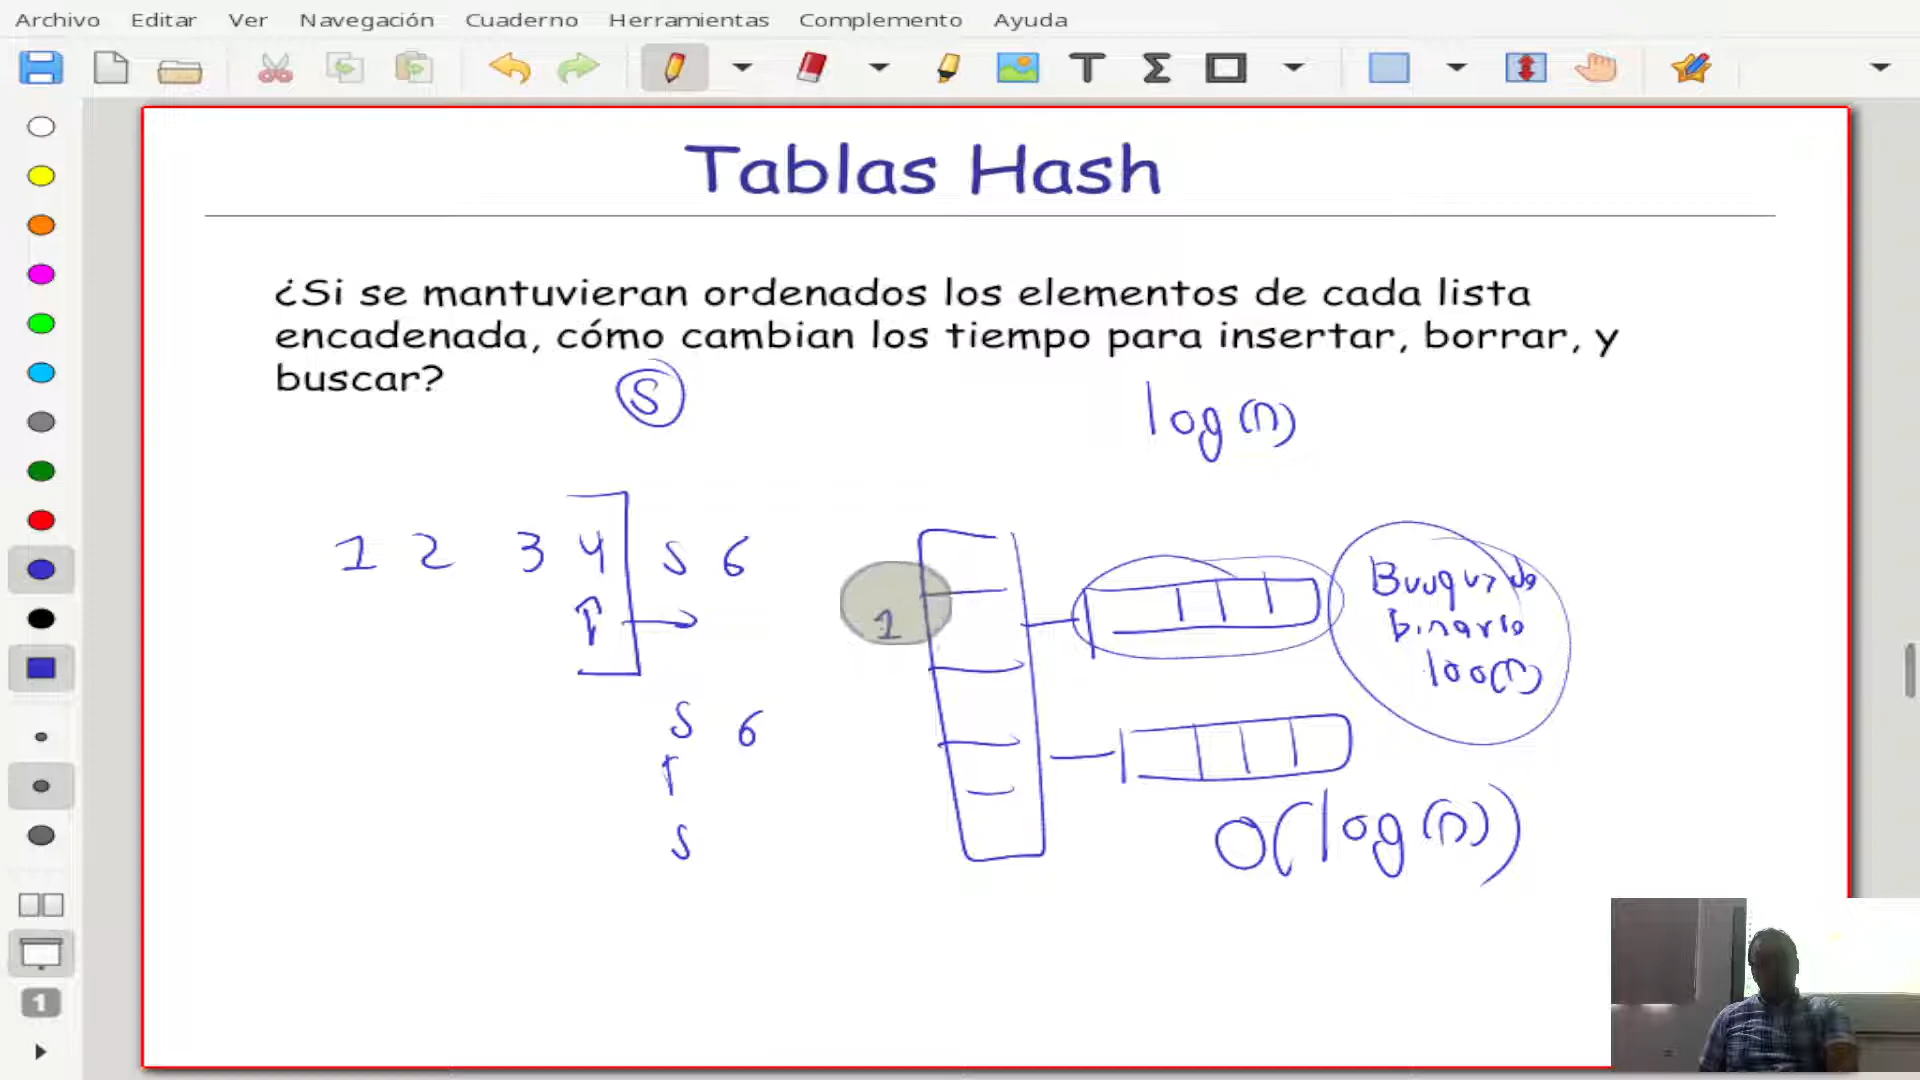 Archivo Editar Ver Navegación Cuaderno Herramientas Complemento Ayuda
Tablas Hash
¿Si se mantuvieran ordenados los elementos de cada lista
encadenada, cómo cambian los tiempo para insertar, borrar, y
buscar?
5
log(n)
1 2 3 4 5 6
1
binario
5 6
5
O(log(n))
1